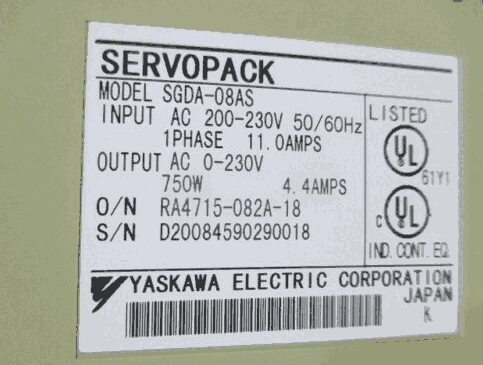 SERVOPACK
MODEL SGDA-08AS
INPUT AC 200-230V 50/60Hz
1PHASE 11.0AMPS
OUTPUT AC 0-230V
750W 4.4AMPS
O/N RA4715-082A-18
S/N D20084590290018
LISTED
UL
61Y1
C UL
IND. CONT. EQ.
YASKAWA ELECTRIC CORPORATION
JAPAN
K